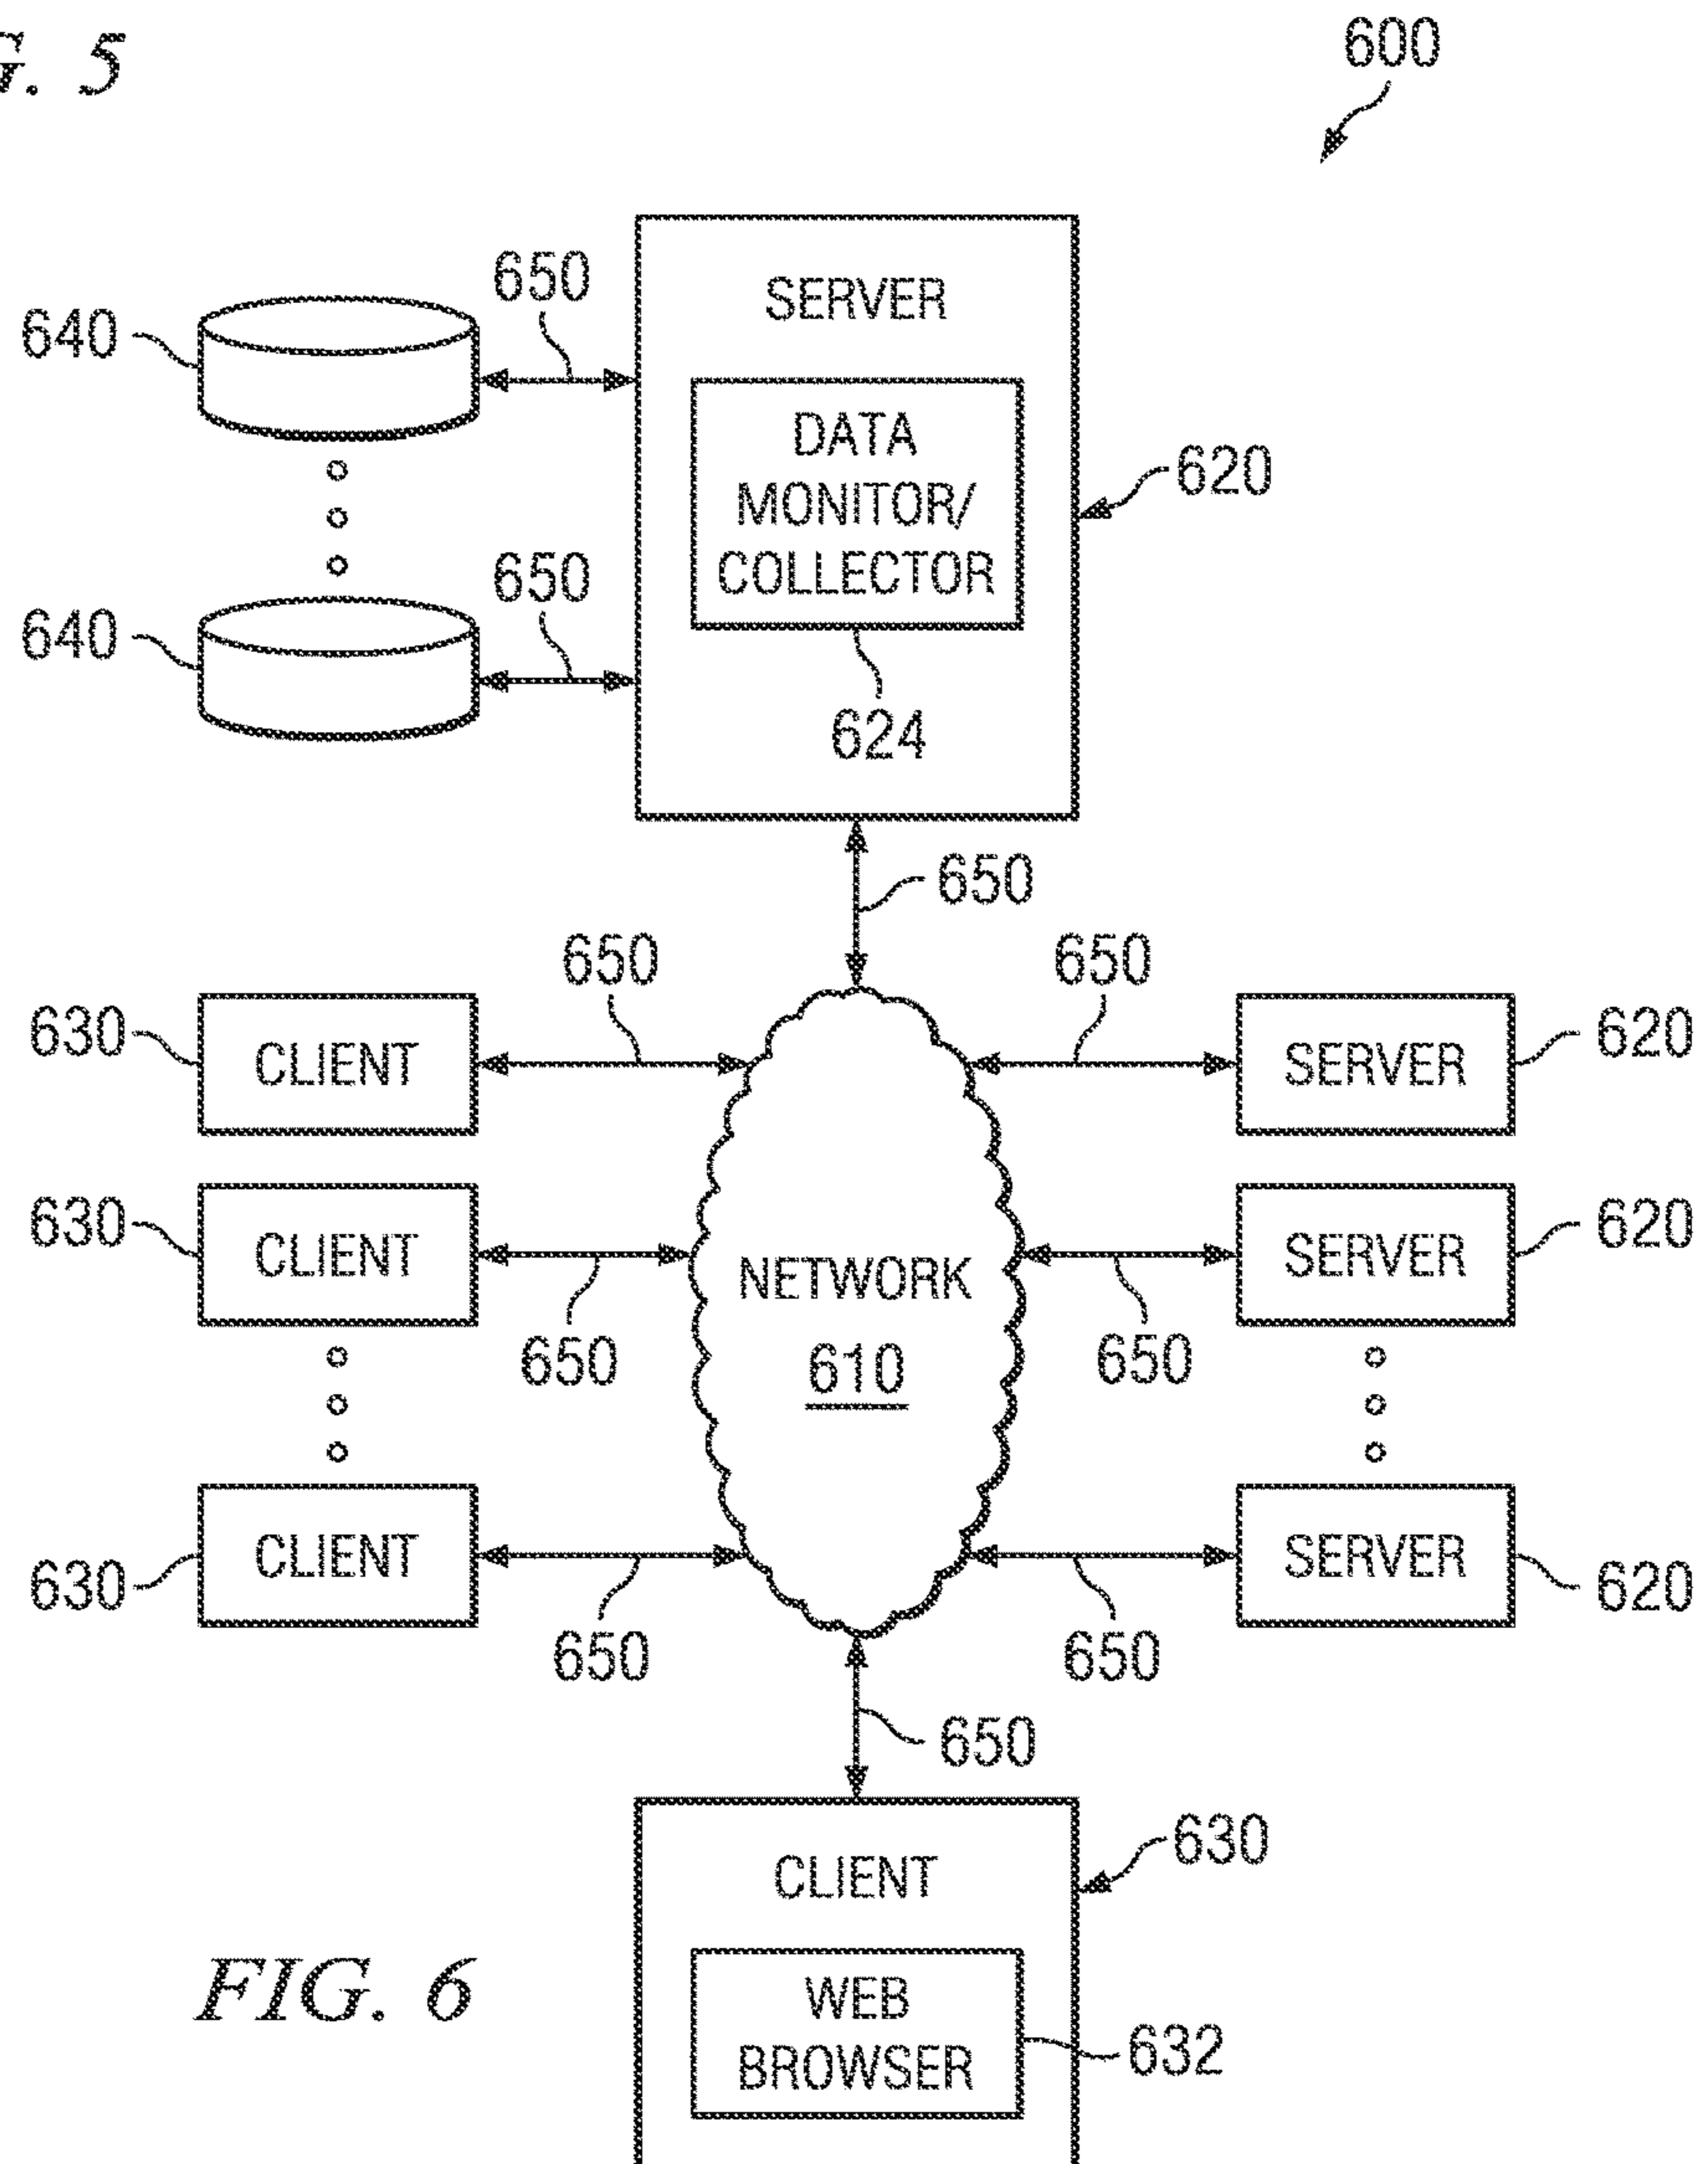 G. 5
600
650
SERVER
640
DATA
MONITOR/
COLLECTOR
620
650
640
624
650
650
650
630
CLIENT
SERVER
620
630
CLIENT
SERVER
620
NETWORK
610
650
650
CLIENT
SERVER
630
620
650
650
650
CLIENT
630
FIG. 6
WEB
BROWSER
632